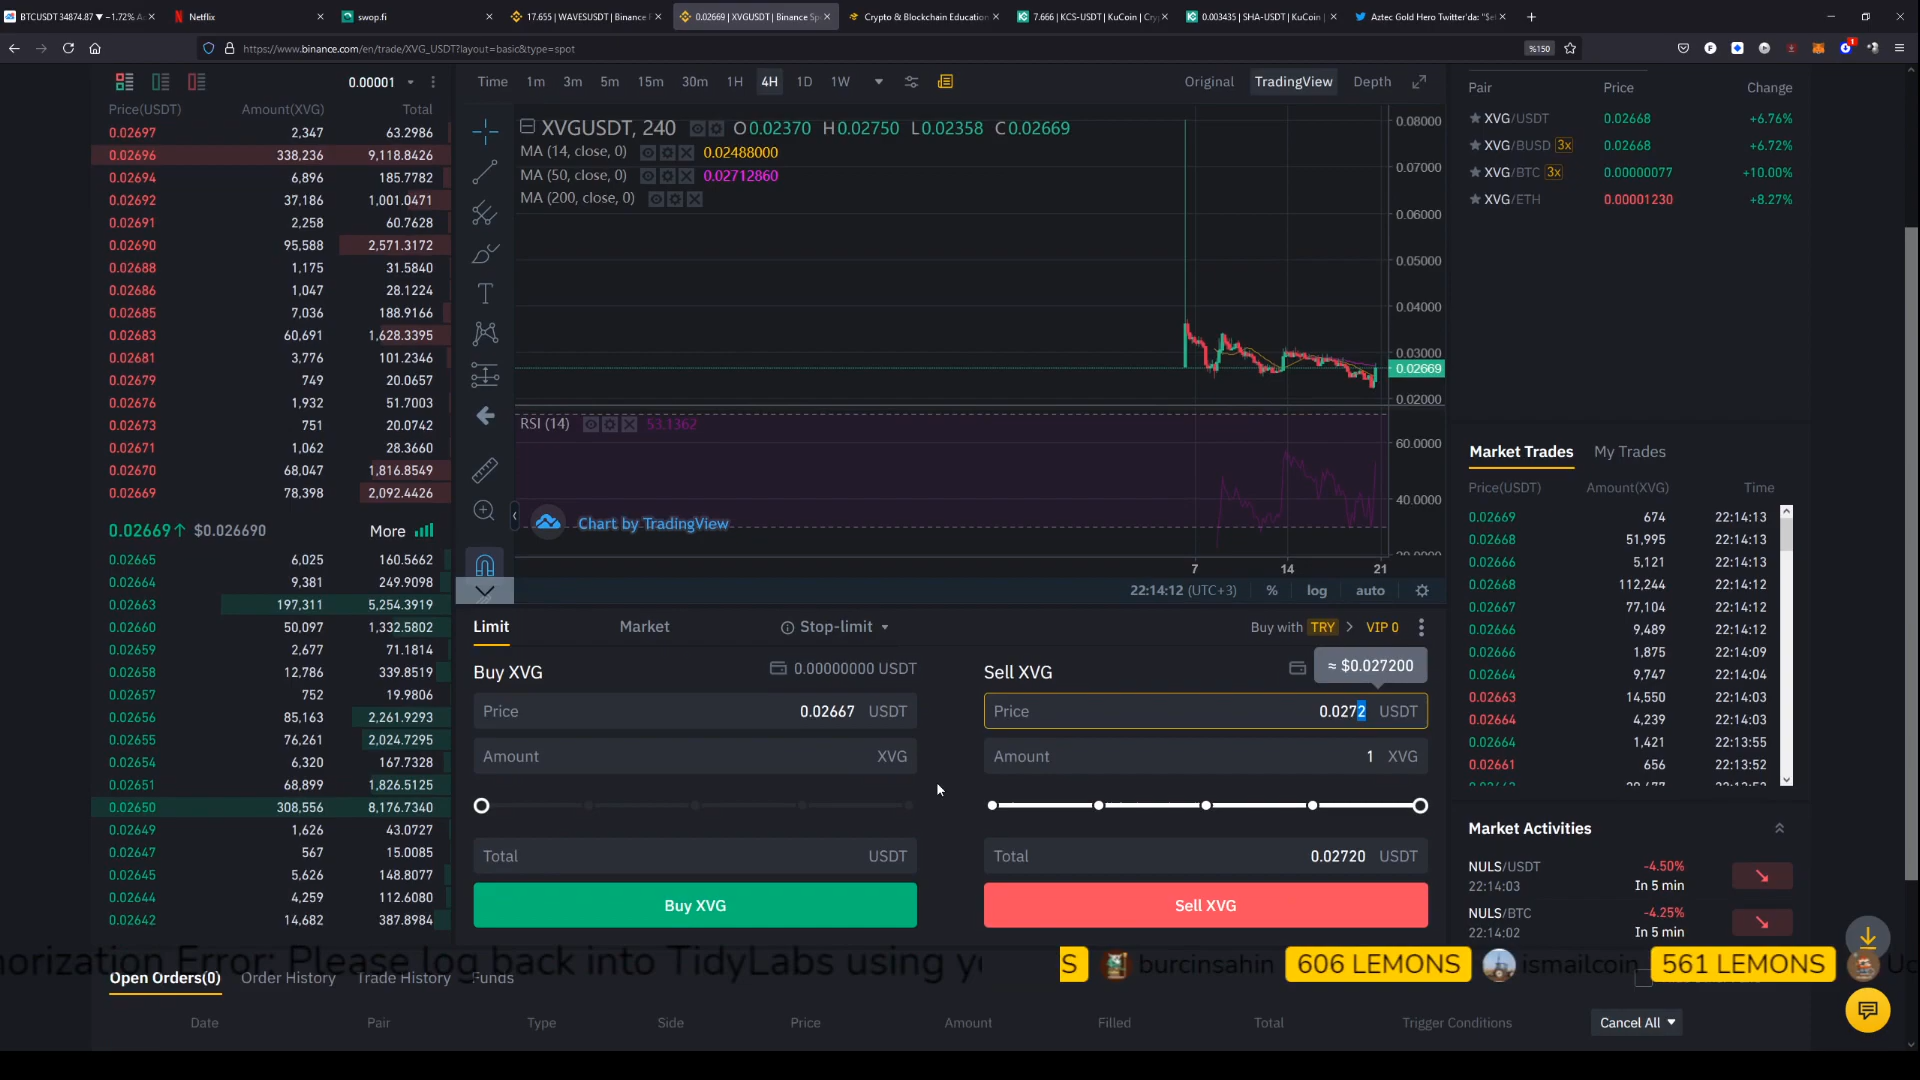 BTCUSDT 34874.87 ▼ −1.72%
Netflix
swop.fi
17.655 | WAVESUSDT | Binance
0.02669 | XVGUSDT | Binance Sp
Crypto & Blockchain Education
7.666 | KCS-USDT | KuCoin | Cry
0.003435 | SHA-USDT | KuCoin |
Aztec Gold Hero Twitter'da: "$el
https://www.binance.com/en/trade/XVG_USDT?layout=basic&type=spot
%150
0.00001
Price(USDT) Amount(XVG) Total
0.02697 2,347 63.2986
0.02696 338,236 9,118.8426
0.02694 6,896 185.7782
0.02692 37,186 1,001.0471
0.02691 2,258 60.7628
0.02690 95,588 2,571.3172
0.02688 1,175 31.5840
0.02686 1,047 28.1224
0.02685 7,036 188.9166
0.02683 60,691 1,628.3395
0.02681 3,776 101.2346
0.02679 749 20.0657
0.02676 1,932 51.7003
0.02673 751 20.0742
0.02671 1,062 28.3660
0.02670 68,047 1,816.8549
0.02669 78,398 2,092.4426
0.02669↑ $0.026690 More
0.02665 6,025 160.5662
0.02664 9,381 249.9098
0.02663 197,311 5,254.3919
0.02660 50,097 1,332.5802
0.02659 2,677 71.1814
0.02658 12,786 339.8519
0.02657 752 19.9806
0.02656 85,163 2,261.9293
0.02655 76,261 2,024.7295
0.02654 6,320 167.7328
0.02651 68,899 1,826.5125
0.02650 308,556 8,176.7340
0.02649 1,626 43.0727
0.02647 567 15.0085
0.02645 5,626 148.8077
0.02644 4,259 112.6080
0.02642 14,682 387.8984
Time 1m 3m 5m 15m 30m 1H 4H 1D 1W
Original TradingView Depth
XVGUSDT, 240 O0.02370 H0.02750 L0.02358 C0.02669
MA (14, close, 0) 0.02488000
MA (50, close, 0) 0.02712860
MA (200, close, 0)
0.08000
0.07000
0.06000
0.05000
0.04000
0.03000
0.02669
0.02000
RSI (14) 53.1362
60.0000
40.0000
20.0000
Chart by TradingView
7 14 21
22:14:12 (UTC+3) % log auto
Limit Market Stop-limit
Buy with TRY VIP 0
Buy XVG 0.00000000 USDT
Price 0.02667 USDT
Amount XVG
Total USDT
Buy XVG
Sell XVG
≈ $0.027200
Price 0.0272 USDT
Amount 1 XVG
Total 0.02720 USDT
Sell XVG
Pair Price Change
XVG/USDT 0.02668 +6.76%
XVG/BUSD 3x 0.02668 +6.72%
XVG/BTC 3x 0.00000077 +10.00%
XVG/ETH 0.00001230 +8.27%
Market Trades My Trades
Price(USDT) Amount(XVG) Time
0.02669 674 22:14:13
0.02668 51,995 22:14:13
0.02666 5,121 22:14:13
0.02668 112,244 22:14:12
0.02667 77,104 22:14:12
0.02666 9,489 22:14:12
0.02666 1,875 22:14:09
0.02664 9,747 22:14:04
0.02663 14,550 22:14:03
0.02664 4,239 22:14:03
0.02664 1,421 22:13:55
0.02661 656 22:13:52
Market Activities
NULS/USDT -4.50%
22:14:03 In 5 min
NULS/BTC -4.25%
22:14:02 In 5 min
horization Error: Please log back into TidyLabs using y
S burcinsahin 606 LEMONS ismailcoin 561 LEMONS Uc
Open Orders(0) Order History Trade History Funds
Date Pair Type Side Price Amount Filled Total Trigger Conditions Cancel All